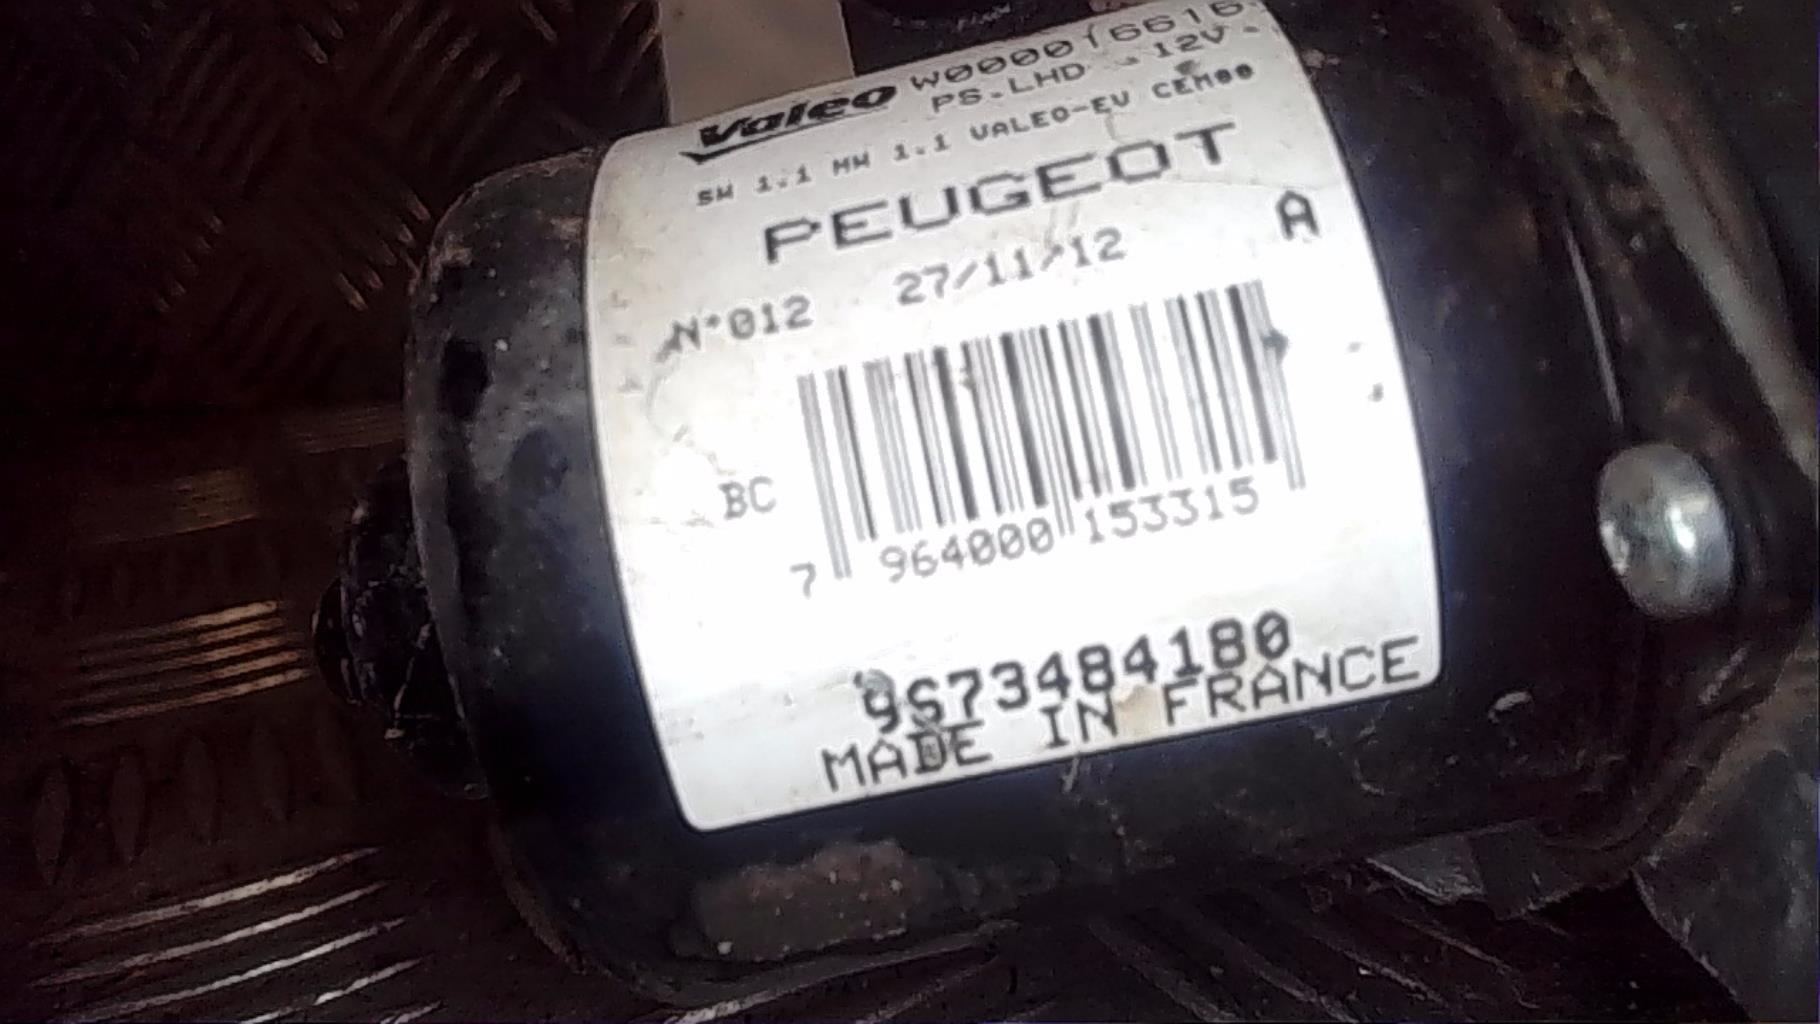 Valeo W000016616
PS-LHD - 12V -
SW 1.1 MW 1.1 VALEO-EV CEM00
PEUGEOT
A
N°012 27/11/12
BC
7 964000 153315
9673484180
MADE IN FRANCE